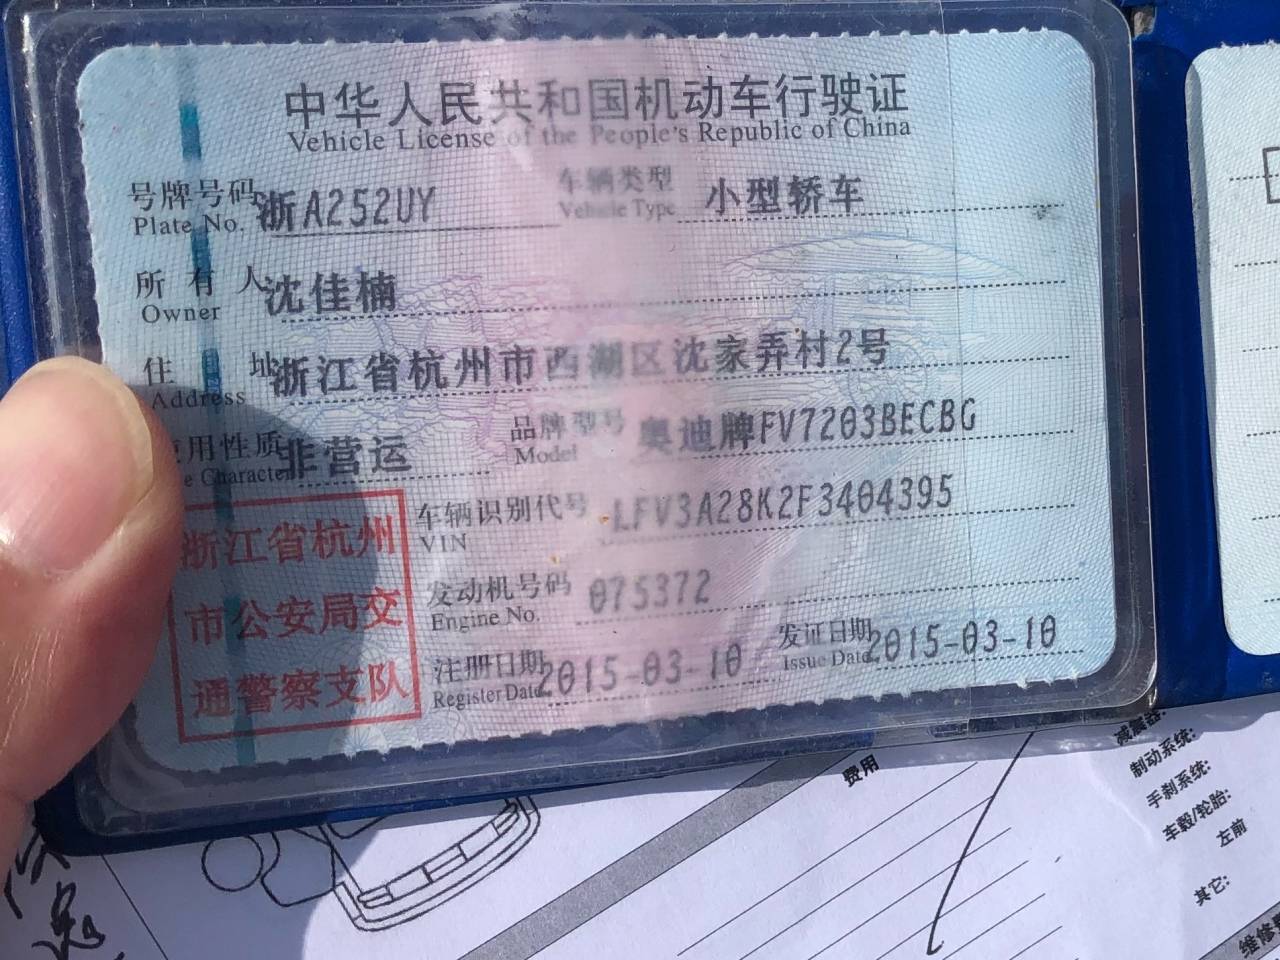 中华人民共和国机动车行驶证
Vehicle License of the People's Republic of China
号牌号码 浙A252UY 车辆类型 小型轿车
Plate No. Vehicle Type
所有人 沈佳楠
Owner
住址 浙江省杭州市西湖区沈家弄村2号
Address
使用性质 非营运 品牌型号 奥迪牌FV7203BECBG
e Character Model
车辆识别代号 LFV3A28K2F3404395
VIN
发动机号码 075372
Engine No.
注册日期 2015-03-10 发证日期 2015-03-10
Register Date Issue Date
浙江省杭州
市公安局交
通警察支队
费用
减震器:
制动系统:
手刹系统:
车毂/轮胎:
左前
其它:
维修